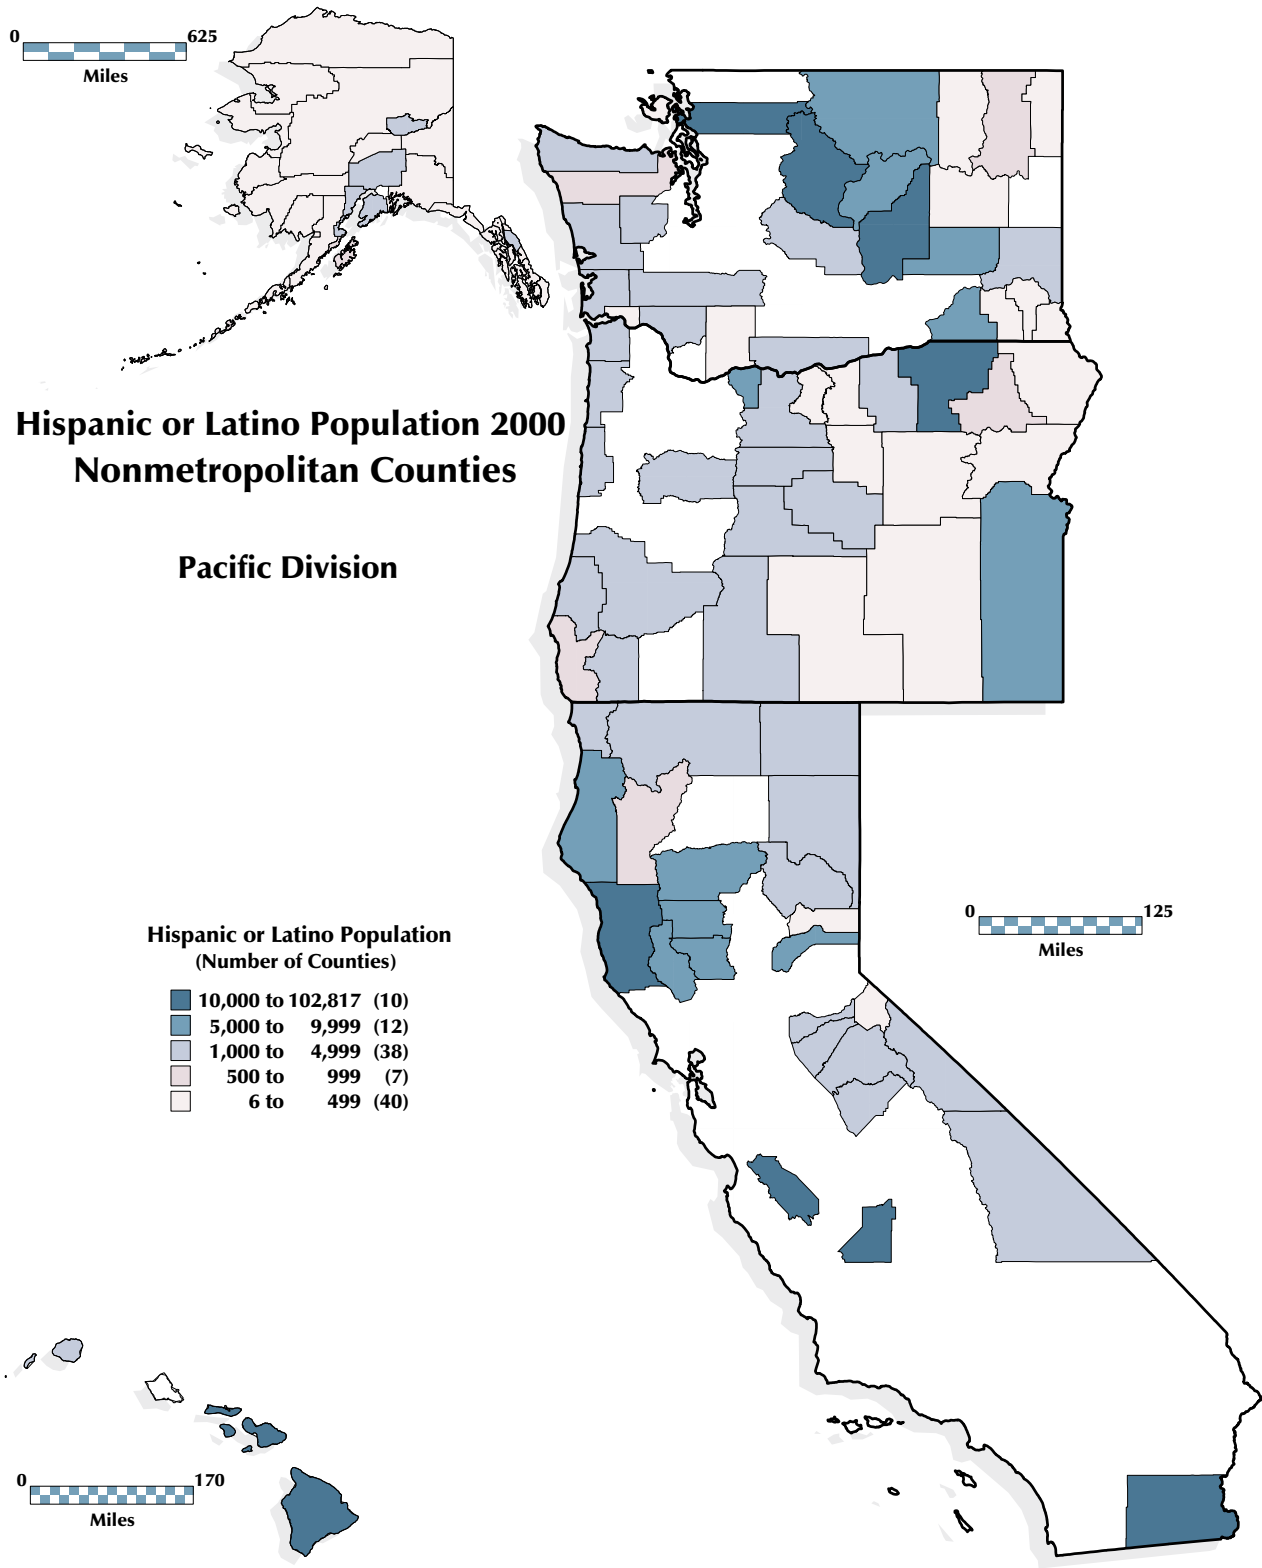 0 625
Miles
Hispanic or Latino Population 2000
Nonmetropolitan Counties
Pacific Division
0 125
Miles
Hispanic or Latino Population
(Number of Counties)
10,000 to 102,817 (10)
5,000 to 9,999 (12)
1,000 to 4,999 (38)
500 to 999 (7)
6 to 499 (40)
0 170
Miles